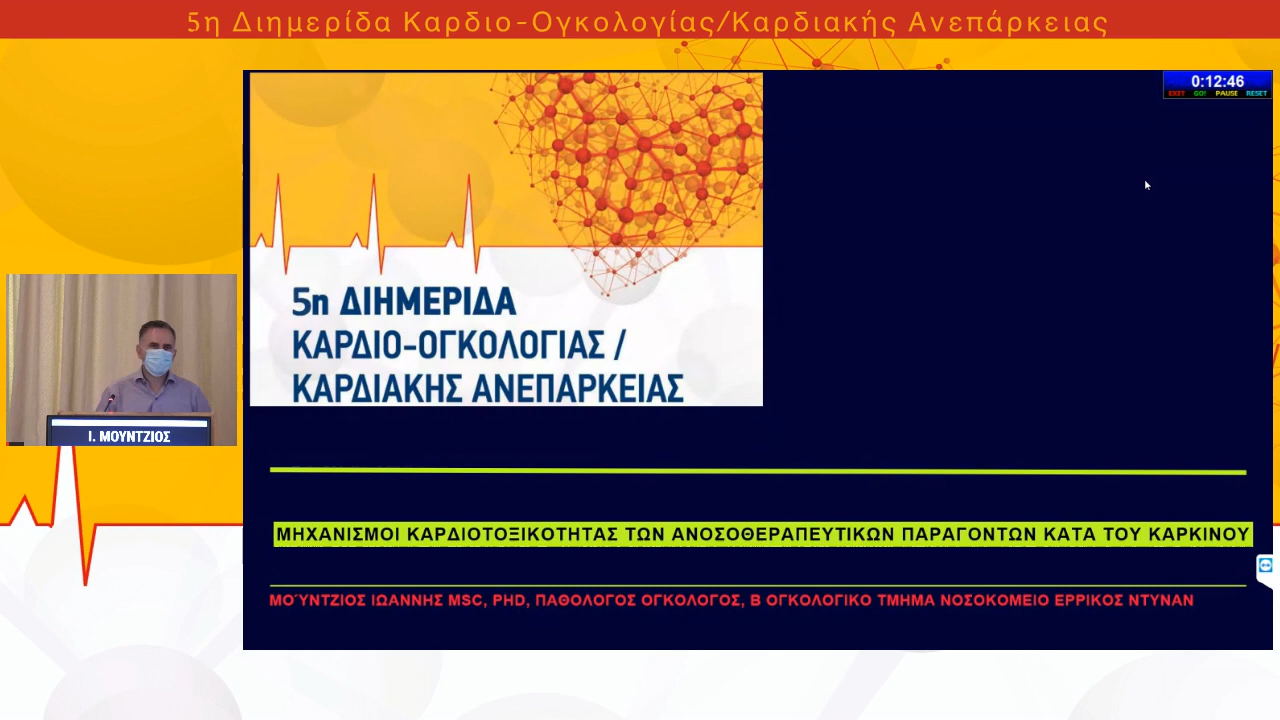 5η Διημερίδα Καρδιο-Ογκολογίας/Καρδιακής Ανεπάρκειας
0:12:46
EXIT GO! PAUSE RESET
5η ΔΙΗΜΕΡΙΔΑ
ΚΑΡΔΙΟ-ΟΓΚΟΛΟΓΙΑΣ /
ΚΑΡΔΙΑΚΗΣ ΑΝΕΠΑΡΚΕΙΑΣ
Ι. ΜΟΥΝΤΖΙΟΣ
ΜΗΧΑΝΙΣΜΟΙ ΚΑΡΔΙΟΤΟΞΙΚΟΤΗΤΑΣ ΤΩΝ ΑΝΟΣΟΘΕΡΑΠΕΥΤΙΚΩΝ ΠΑΡΑΓΟΝΤΩΝ ΚΑΤΑ ΤΟΥ ΚΑΡΚΙΝΟΥ
ΜΟΎΝΤΖΙΟΣ ΙΩΑΝΝΗΣ MSC, PHD, ΠΑΘΟΛΟΓΟΣ ΟΓΚΟΛΟΓΟΣ, Β ΟΓΚΟΛΟΓΙΚΟ ΤΜΗΜΑ ΝΟΣΟΚΟΜΕΙΟ ΕΡΡΙΚΟΣ ΝΤΥΝΑΝ